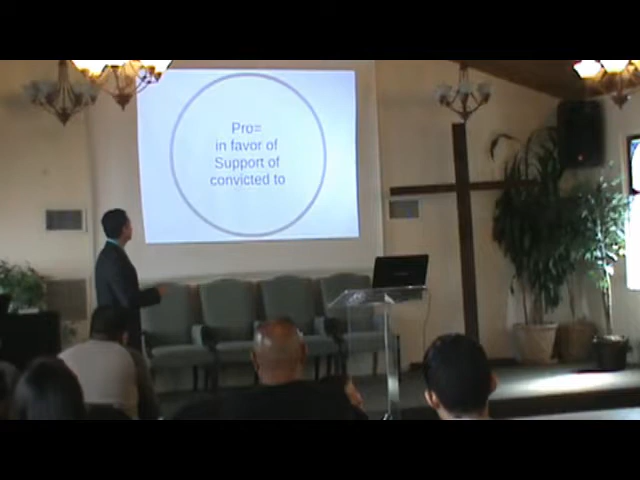 Pro=
in favor of
Support of
convicted to